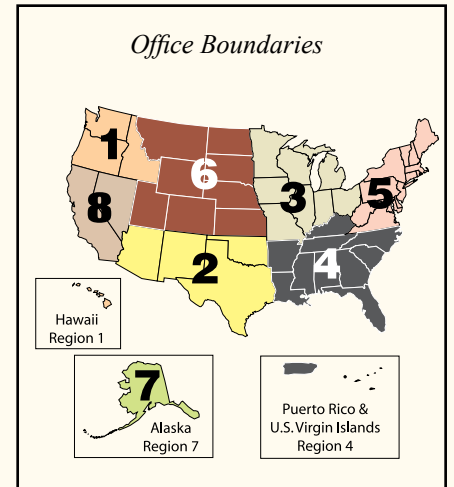 Office Boundaries
1
6
3
5
8
2
4
Hawaii
Region 1
7
Alaska
Region 7
Puerto Rico &
U.S. Virgin Islands
Region 4